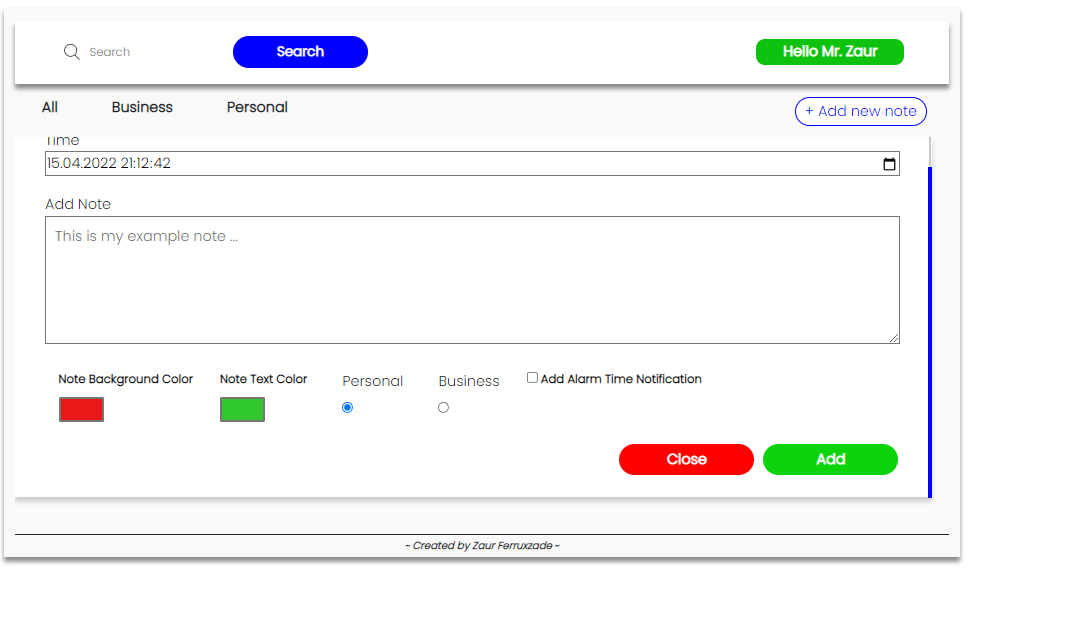 Search Search Hello Mr. Zaur
All Business Personal + Add new note
Time
15.04.2022 21:12:42
Add Note
This is my example note ...
Note Background Color Note Text Color Personal Business Add Alarm Time Notification
Close Add
~ Created by Zaur Ferruxzade ~